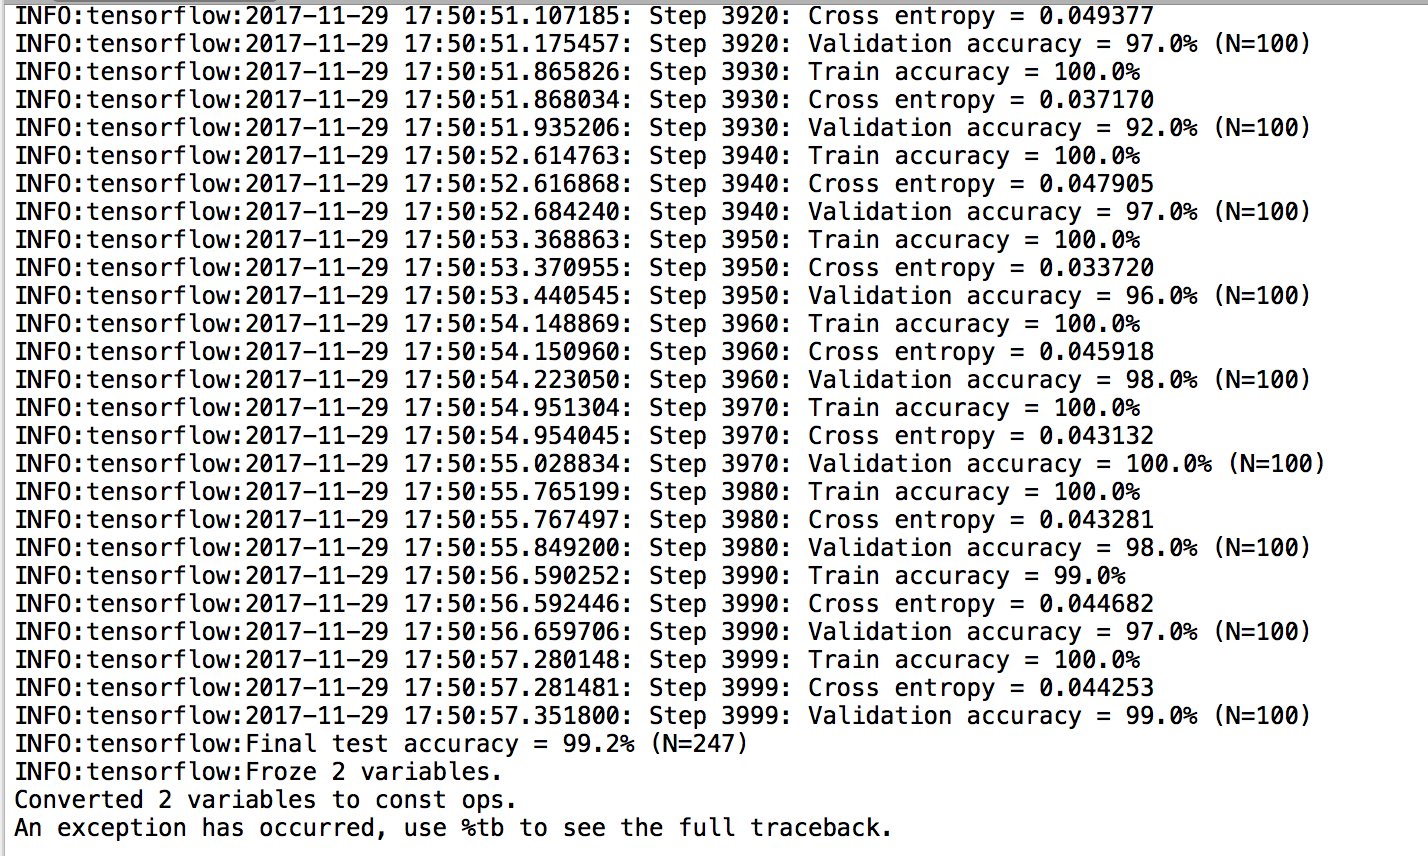 INFO:tensorflow:2017-11-29 17:50:51.107185: Step 3920: Cross entropy = 0.049377
INFO:tensorflow:2017-11-29 17:50:51.175457: Step 3920: Validation accuracy = 97.0% (N=100)
INFO:tensorflow:2017-11-29 17:50:51.865826: Step 3930: Train accuracy = 100.0%
INFO:tensorflow:2017-11-29 17:50:51.868034: Step 3930: Cross entropy = 0.037170
INFO:tensorflow:2017-11-29 17:50:51.935206: Step 3930: Validation accuracy = 92.0% (N=100)
INFO:tensorflow:2017-11-29 17:50:52.614763: Step 3940: Train accuracy = 100.0%
INFO:tensorflow:2017-11-29 17:50:52.616868: Step 3940: Cross entropy = 0.047905
INFO:tensorflow:2017-11-29 17:50:52.684240: Step 3940: Validation accuracy = 97.0% (N=100)
INFO:tensorflow:2017-11-29 17:50:53.368863: Step 3950: Train accuracy = 100.0%
INFO:tensorflow:2017-11-29 17:50:53.370955: Step 3950: Cross entropy = 0.033720
INFO:tensorflow:2017-11-29 17:50:53.440545: Step 3950: Validation accuracy = 96.0% (N=100)
INFO:tensorflow:2017-11-29 17:50:54.148869: Step 3960: Train accuracy = 100.0%
INFO:tensorflow:2017-11-29 17:50:54.150960: Step 3960: Cross entropy = 0.045918
INFO:tensorflow:2017-11-29 17:50:54.223050: Step 3960: Validation accuracy = 98.0% (N=100)
INFO:tensorflow:2017-11-29 17:50:54.951304: Step 3970: Train accuracy = 100.0%
INFO:tensorflow:2017-11-29 17:50:54.954045: Step 3970: Cross entropy = 0.043132
INFO:tensorflow:2017-11-29 17:50:55.028834: Step 3970: Validation accuracy = 100.0% (N=100)
INFO:tensorflow:2017-11-29 17:50:55.765199: Step 3980: Train accuracy = 100.0%
INFO:tensorflow:2017-11-29 17:50:55.767497: Step 3980: Cross entropy = 0.043281
INFO:tensorflow:2017-11-29 17:50:55.849200: Step 3980: Validation accuracy = 98.0% (N=100)
INFO:tensorflow:2017-11-29 17:50:56.590252: Step 3990: Train accuracy = 99.0%
INFO:tensorflow:2017-11-29 17:50:56.592446: Step 3990: Cross entropy = 0.044682
INFO:tensorflow:2017-11-29 17:50:56.659706: Step 3990: Validation accuracy = 97.0% (N=100)
INFO:tensorflow:2017-11-29 17:50:57.280148: Step 3999: Train accuracy = 100.0%
INFO:tensorflow:2017-11-29 17:50:57.281481: Step 3999: Cross entropy = 0.044253
INFO:tensorflow:2017-11-29 17:50:57.351800: Step 3999: Validation accuracy = 99.0% (N=100)
INFO:tensorflow:Final test accuracy = 99.2% (N=247)
INFO:tensorflow:Froze 2 variables.
Converted 2 variables to const ops.
An exception has occurred, use %tb to see the full traceback.